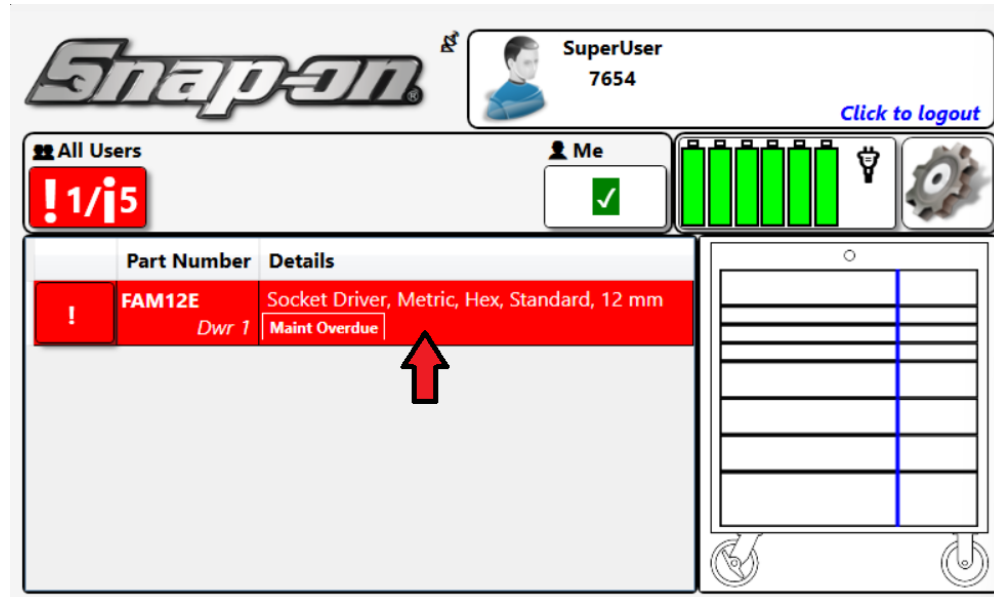 Snap-on®
SuperUser
7654
Click to logout
All Users
Me
! 1/i5
✓
Part Number Details
! FAM12E Socket Driver, Metric, Hex, Standard, 12 mm
Dwr 1 Maint Overdue